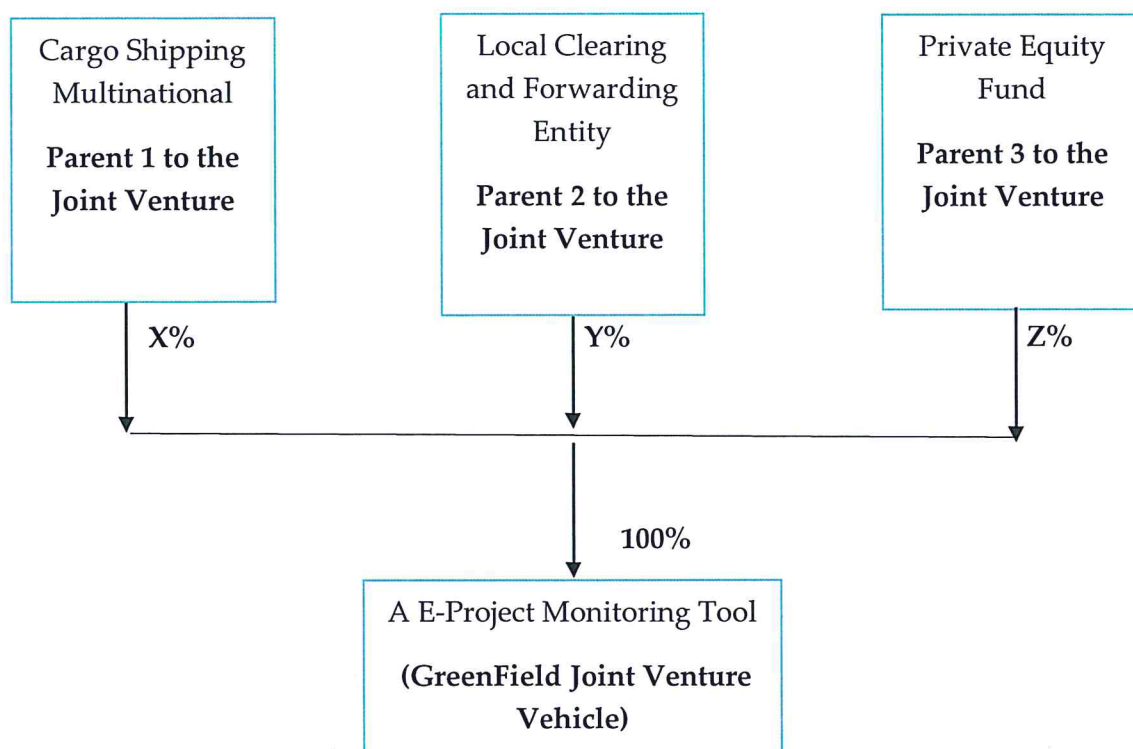 Cargo Shipping
Multinational
Parent 1 to the
Joint Venture
Local Clearing
and Forwarding
Entity
Parent 2 to the
Joint Venture
Private Equity
Fund
Parent 3 to the
Joint Venture
X%
Y%
Z%
100%
A E-Project Monitoring Tool
(GreenField Joint Venture
Vehicle)